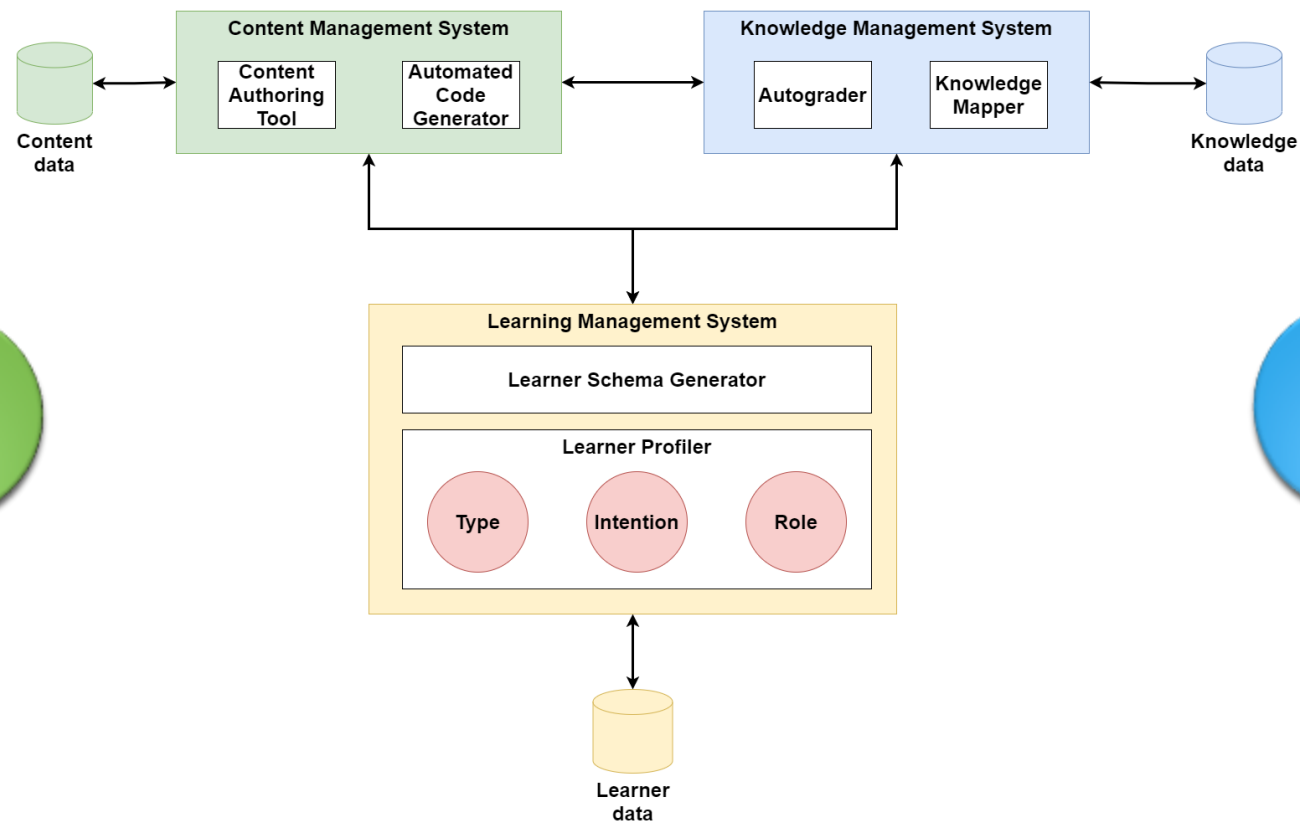 Content Management System
Content
Authoring
Tool
Automated
Code
Generator
Content
data
Knowledge Management System
Autograder
Knowledge
Mapper
Knowledge
data
Learning Management System
Learner Schema Generator
Learner Profiler
Type
Intention
Role
Learner
data